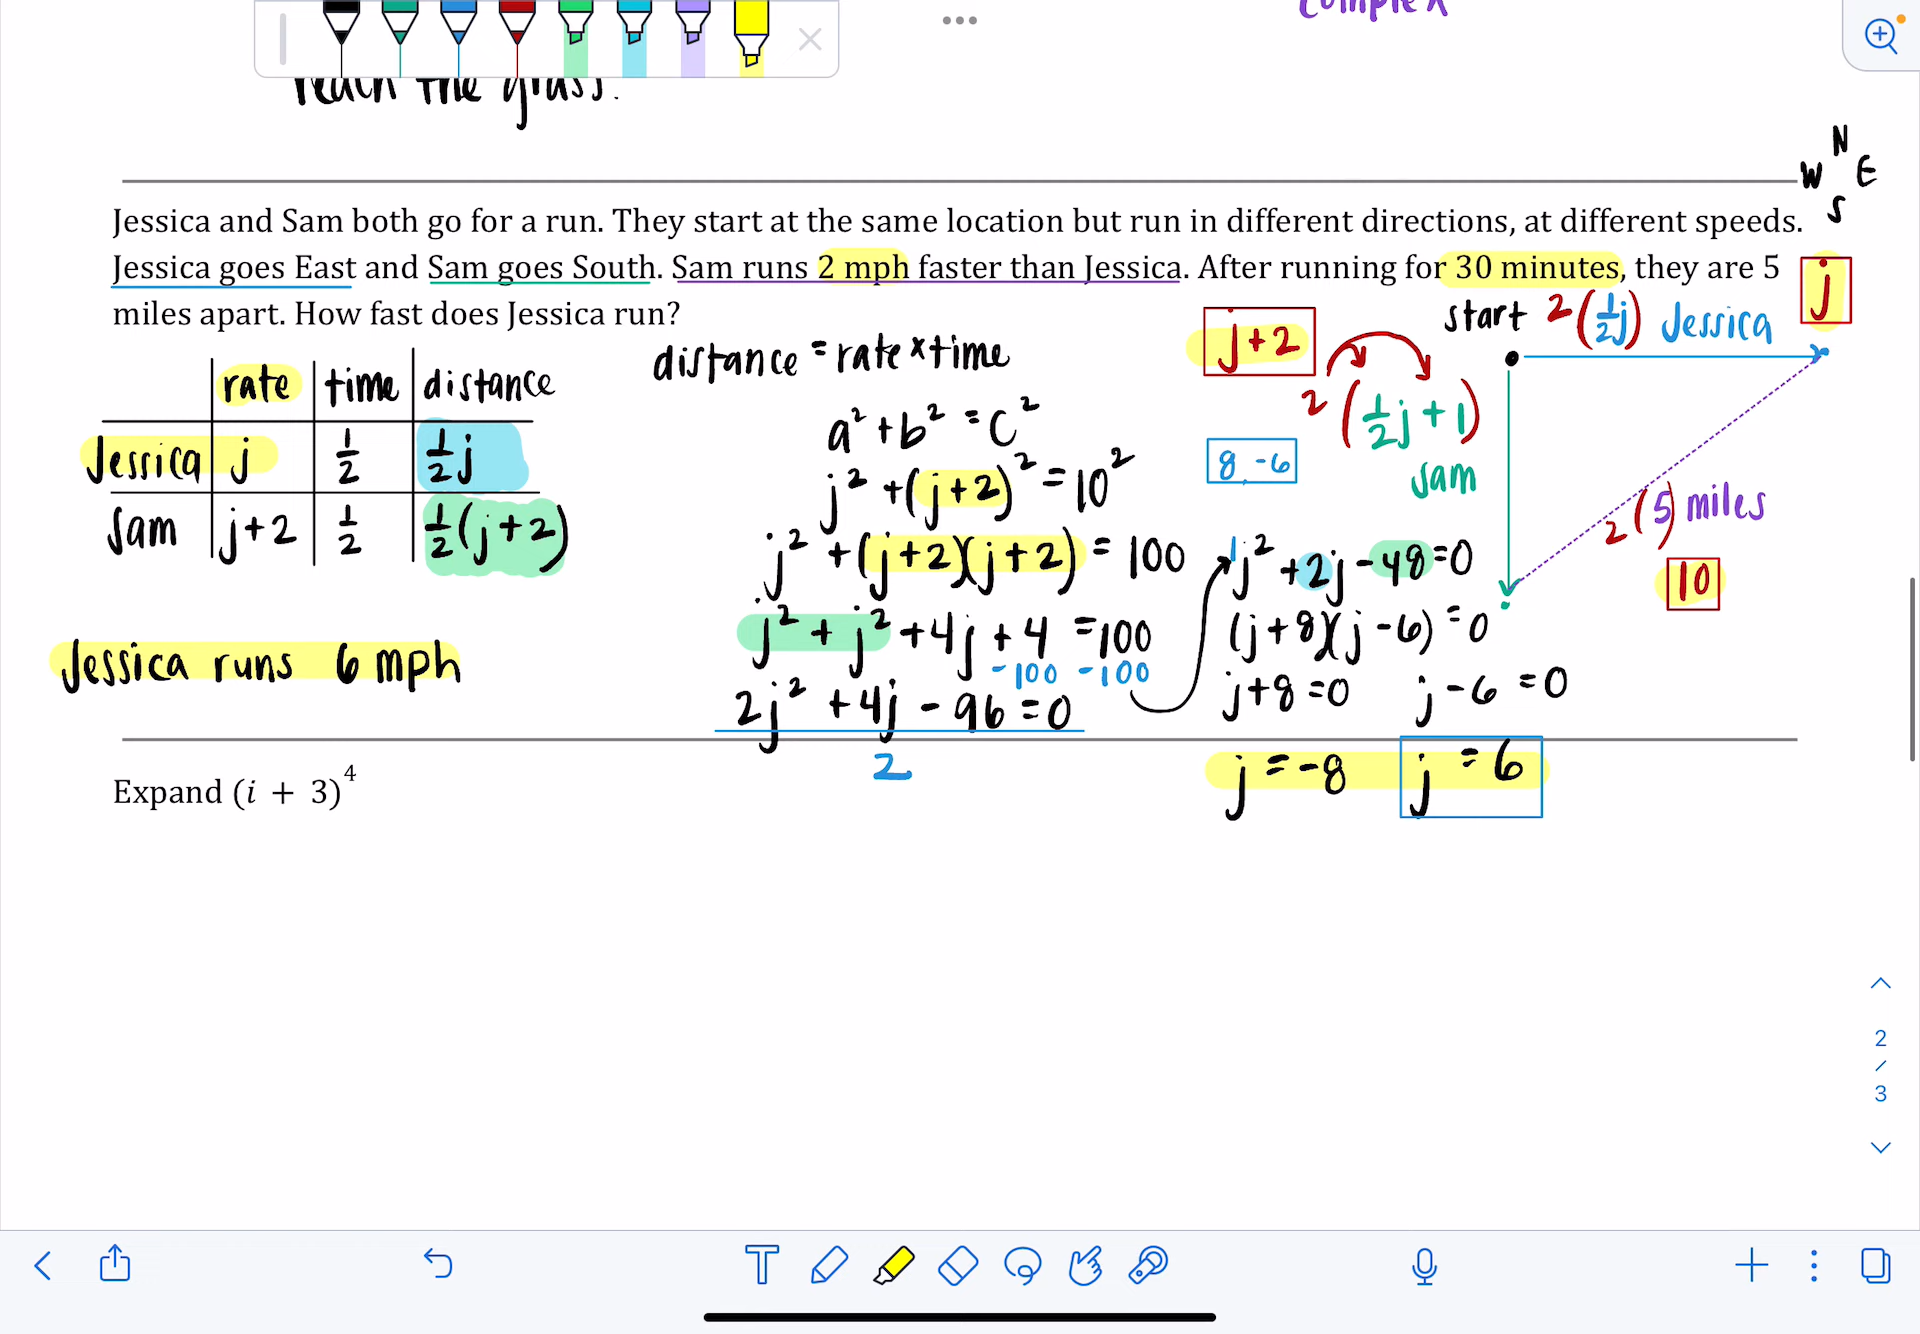 complex
reach the grass.
N
W E
S
Jessica and Sam both go for a run. They start at the same location but run in different directions, at different speeds.
Jessica goes East and Sam goes South. Sam runs 2 mph faster than Jessica. After running for 30 minutes, they are 5
miles apart. How fast does Jessica run?
rate time distance
Jessica j 1/2 1/2j
Sam j+2 1/2 1/2(j+2)
Jessica runs 6 mph
distance = rate × time
a² + b² = c²
j² + (j+2)² = 10²
j² + (j+2)(j+2) = 100
j² + j² + 4j + 4 = 100
-100 -100
2j² + 4j - 96 = 0
2
j+2
2(1/2j + 1)
Sam
8, -6
start 2(1/2j) Jessica
j
2(5) miles
10
1j² + 2j - 48 = 0
(j+8)(j-6) = 0
j+8 = 0 j-6 = 0
j = -8 j = 6
Expand (i + 3)⁴
2
/
3
T